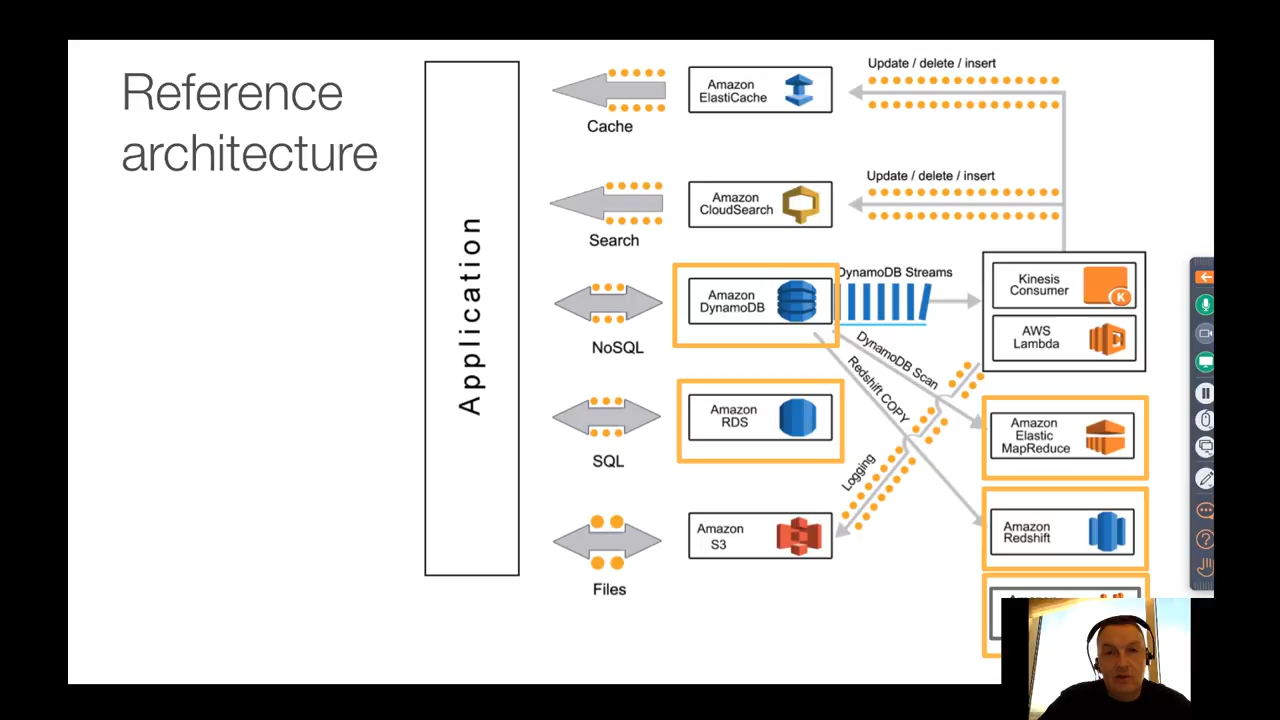 Reference
architecture
Application
Cache
Search
NoSQL
SQL
Files
Amazon
ElastiCache
Update / delete / insert
Amazon
CloudSearch
Update / delete / insert
Amazon
DynamoDB
DynamoDB Streams
Kinesis
Consumer
K
AWS
Lambda
DynamoDB Scan
Redshift COPY
Logging
Amazon
RDS
Amazon
Elastic
MapReduce
Amazon
S3
Amazon
Redshift